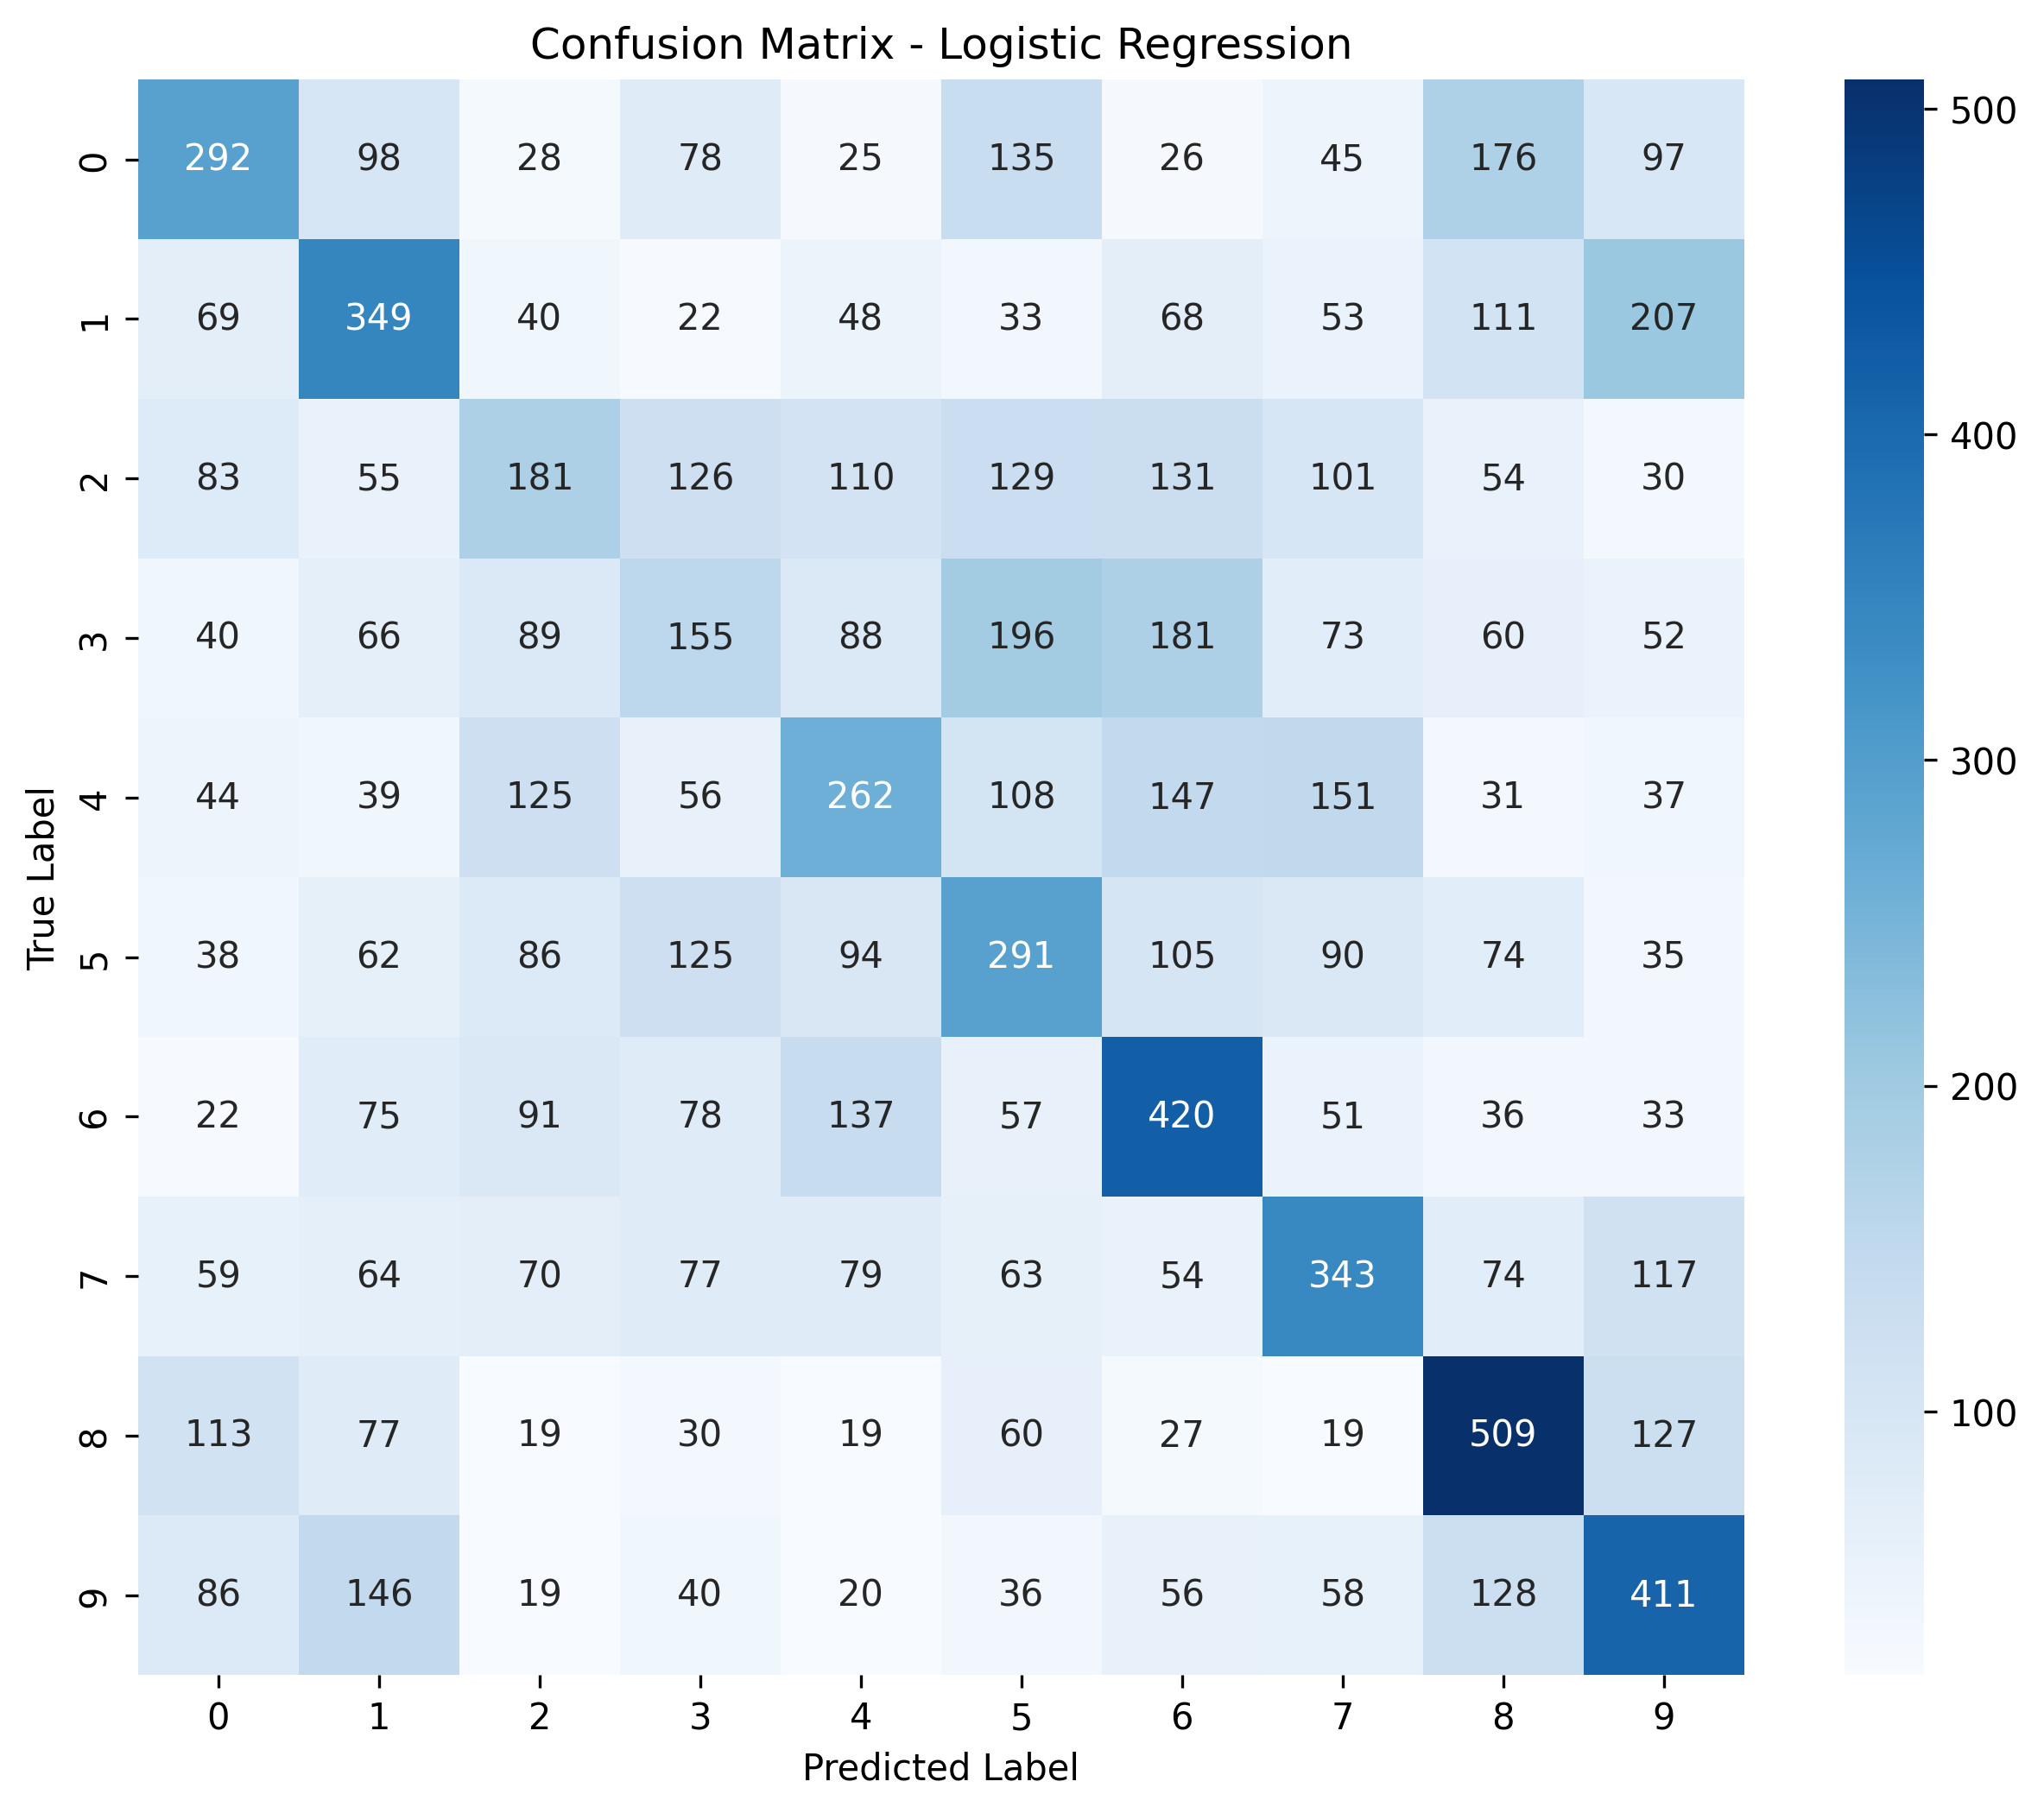 Confusion Matrix - Logistic Regression
0 292 98 28 78 25 135 26 45 176 97
1 69 349 40 22 48 33 68 53 111 207
2 83 55 181 126 110 129 131 101 54 30
3 40 66 89 155 88 196 181 73 60 52
4 44 39 125 56 262 108 147 151 31 37
5 38 62 86 125 94 291 105 90 74 35
6 22 75 91 78 137 57 420 51 36 33
7 59 64 70 77 79 63 54 343 74 117
8 113 77 19 30 19 60 27 19 509 127
9 86 146 19 40 20 36 56 58 128 411
0 1 2 3 4 5 6 7 8 9
Predicted Label
True Label
500
400
300
200
100